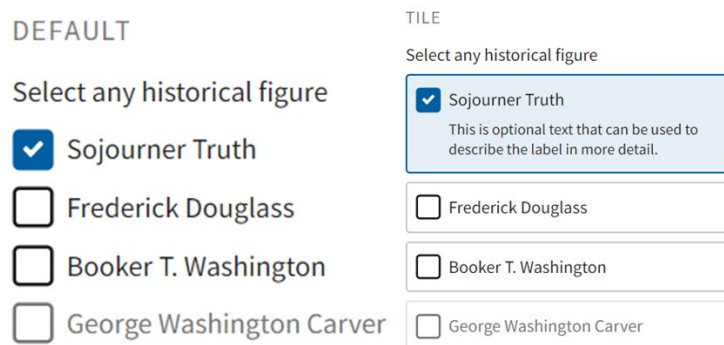 DEFAULT
Select any historical figure
Sojourner Truth
Frederick Douglass
Booker T. Washington
George Washington Carver
TILE
Select any historical figure
Sojourner Truth
This is optional text that can be used to
describe the label in more detail.
Frederick Douglass
Booker T. Washington
George Washington Carver